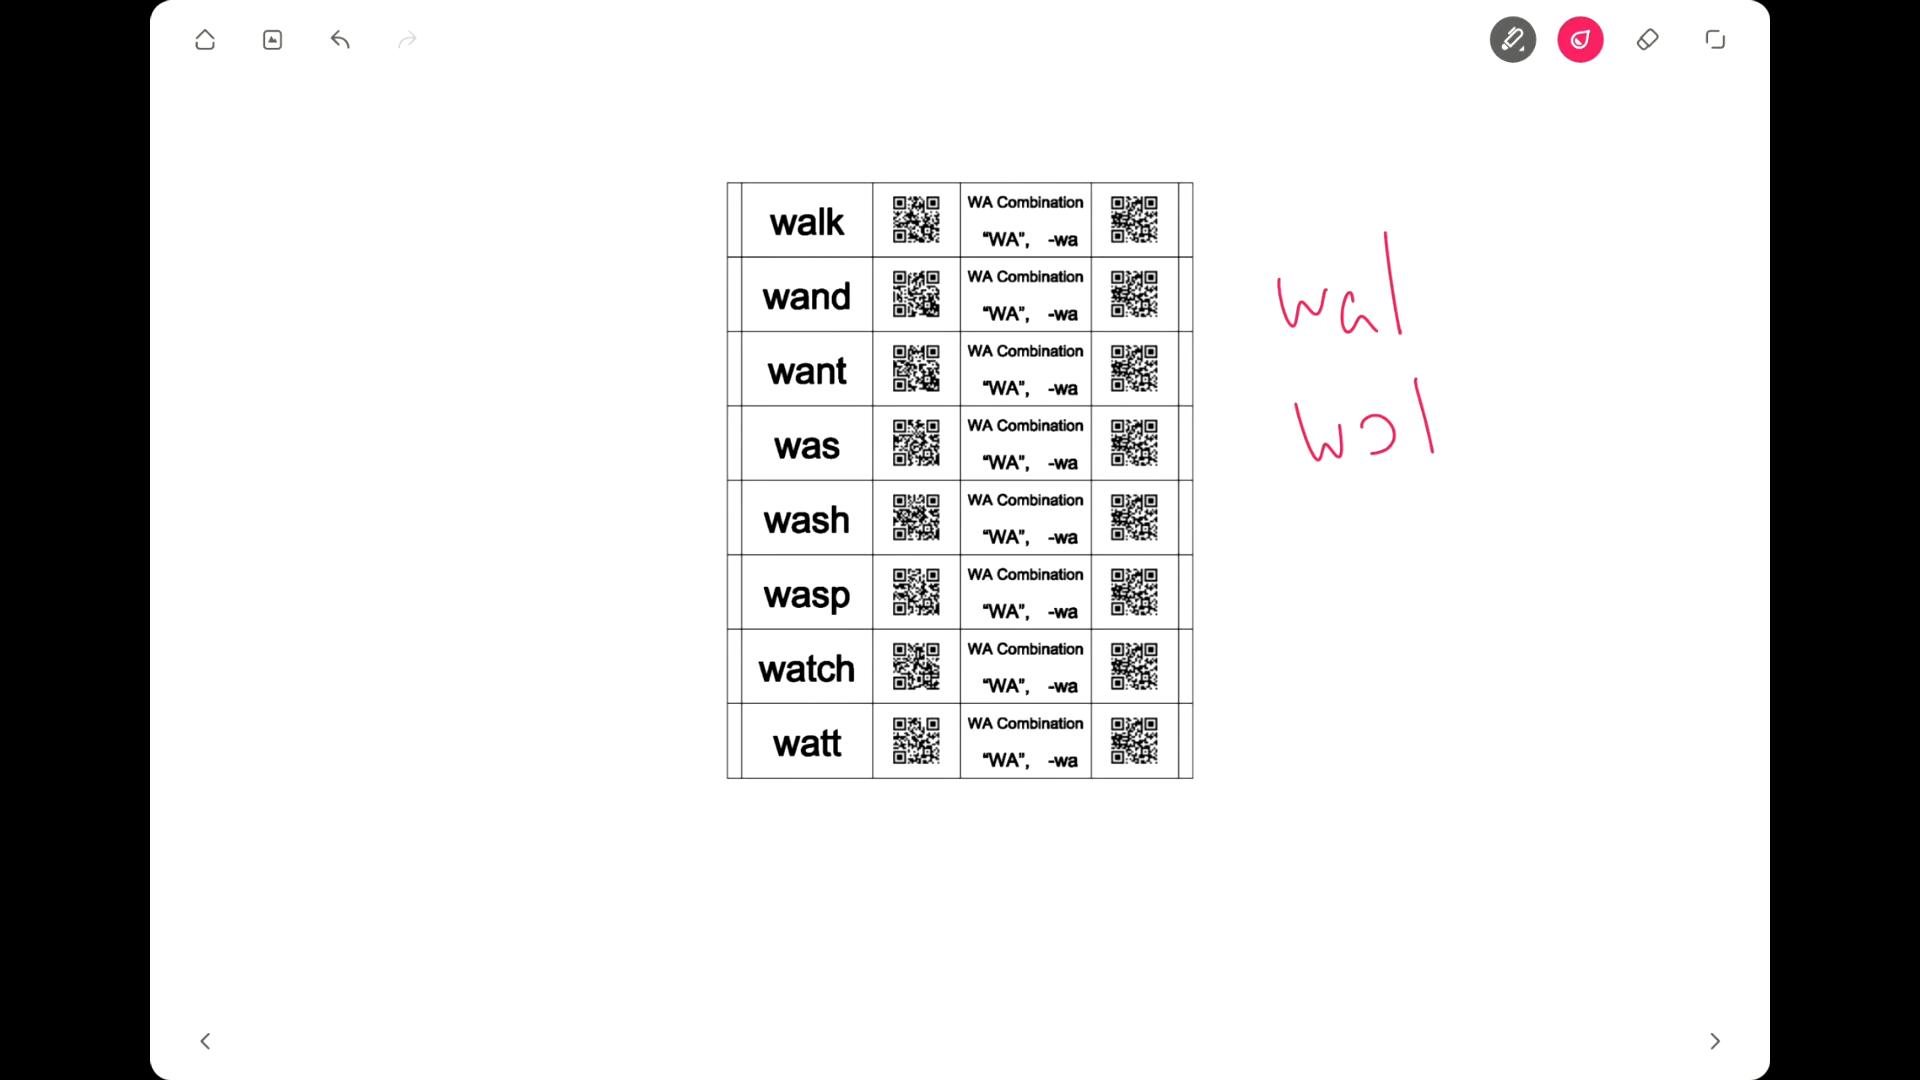 walk WA Combination
"WA", -wa
wand WA Combination
"WA", -wa
want WA Combination
"WA", -wa
was WA Combination
"WA", -wa
wash WA Combination
"WA", -wa
wasp WA Combination
"WA", -wa
watch WA Combination
"WA", -wa
watt WA Combination
"WA", -wa
wal
wɔl